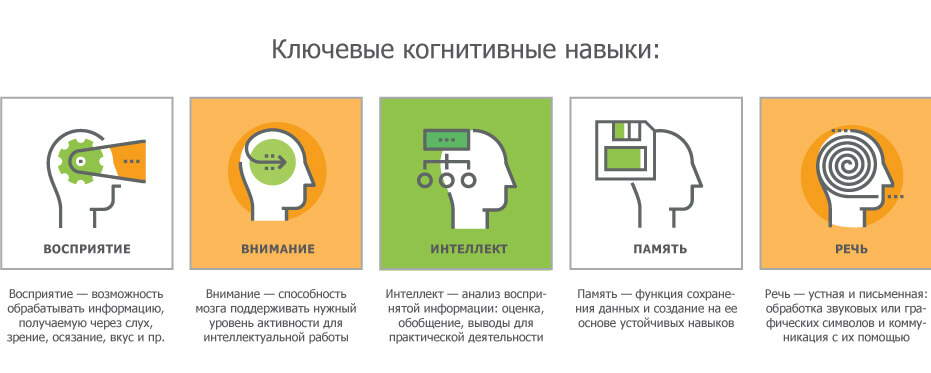 Ключевые когнитивные навыки:
ВОСПРИЯТИЕ
ВНИМАНИЕ
ИНТЕЛЛЕКТ
ПАМЯТЬ
РЕЧЬ
Восприятие — возможность
обрабатывать информацию,
получаемую через слух,
зрение, осязание, вкус и пр.
Внимание — способность
мозга поддерживать нужный
уровень активности для
интеллектуальной работы
Интеллект — анализ воспри-
нятой информации: оценка,
обобщение, выводы для
практической деятельности
Память — функция сохране-
ния данных и создание на ее
основе устойчивых навыков
Речь — устная и письменная:
обработка звуковых или гра-
фических символов и комму-
никация с их помощью